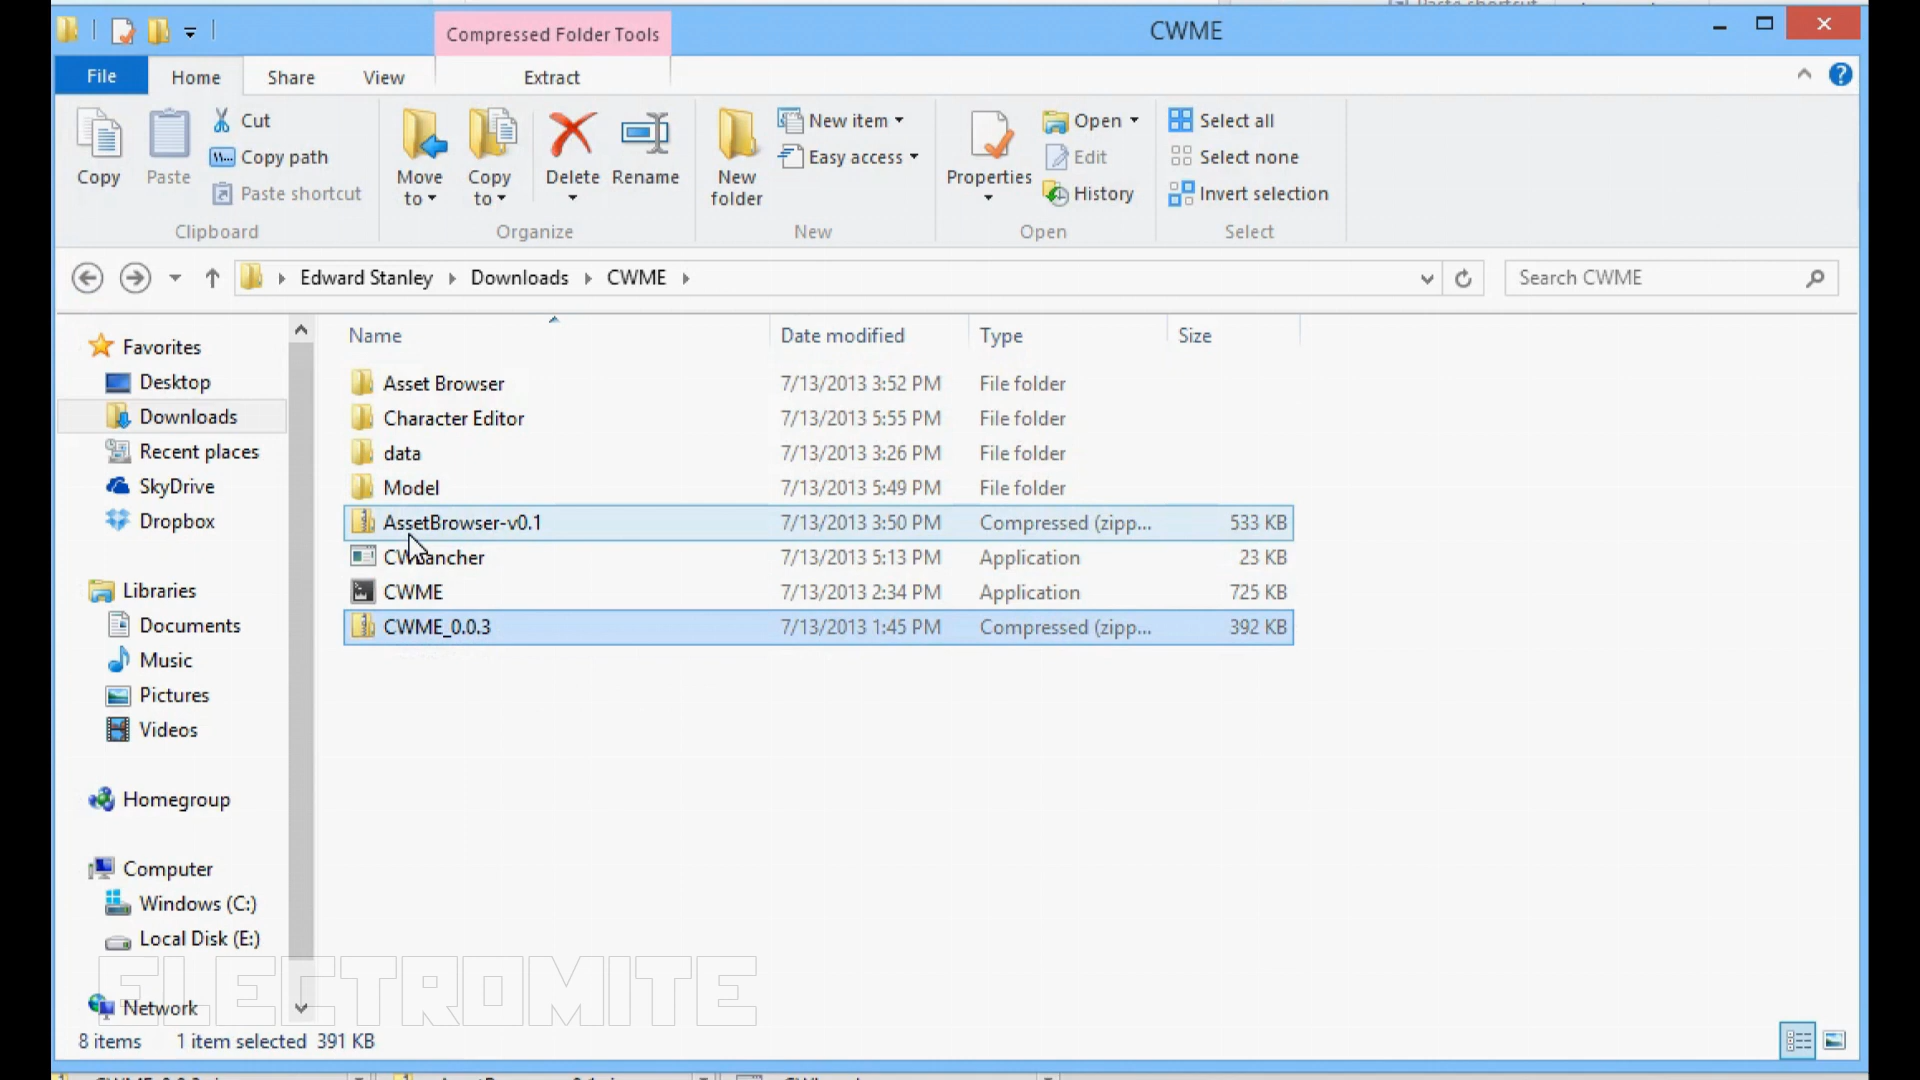 Compressed Folder Tools
CWME
File Home Share View Extract
Copy
Paste
Cut
Copy path
Paste shortcut
Clipboard
Move to
Copy to
Delete
Rename
Organize
New folder
New item
Easy access
New
Properties
Open
Edit
History
Open
Select all
Select none
Invert selection
Select
Edward Stanley Downloads CWME
Search CWME
Favorites
Desktop
Downloads
Recent places
SkyDrive
Dropbox
Libraries
Documents
Music
Pictures
Videos
Homegroup
Computer
Windows (C:)
Local Disk (E:)
Network
Name Date modified Type Size
Asset Browser 7/13/2013 3:52 PM File folder
Character Editor 7/13/2013 5:55 PM File folder
data 7/13/2013 3:26 PM File folder
Model 7/13/2013 5:49 PM File folder
AssetBrowser-v0.1 7/13/2013 3:50 PM Compressed (zipp... 533 KB
7/13/2013 5:13 PM Application 23 KB
CWME 7/13/2013 2:34 PM Application 725 KB
CWME_0.0.3 7/13/2013 1:45 PM Compressed (zipp... 392 KB
ELECTROMITE
8 items 1 item selected 391 KB